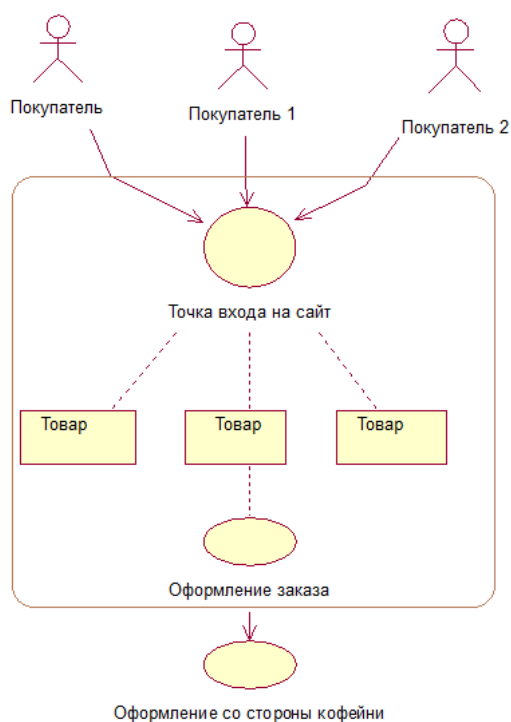 Покупатель
Покупатель 1
Покупатель 2
Точка входа на сайт
Товар
Товар
Товар
Оформление заказа
Оформление со стороны кофейни